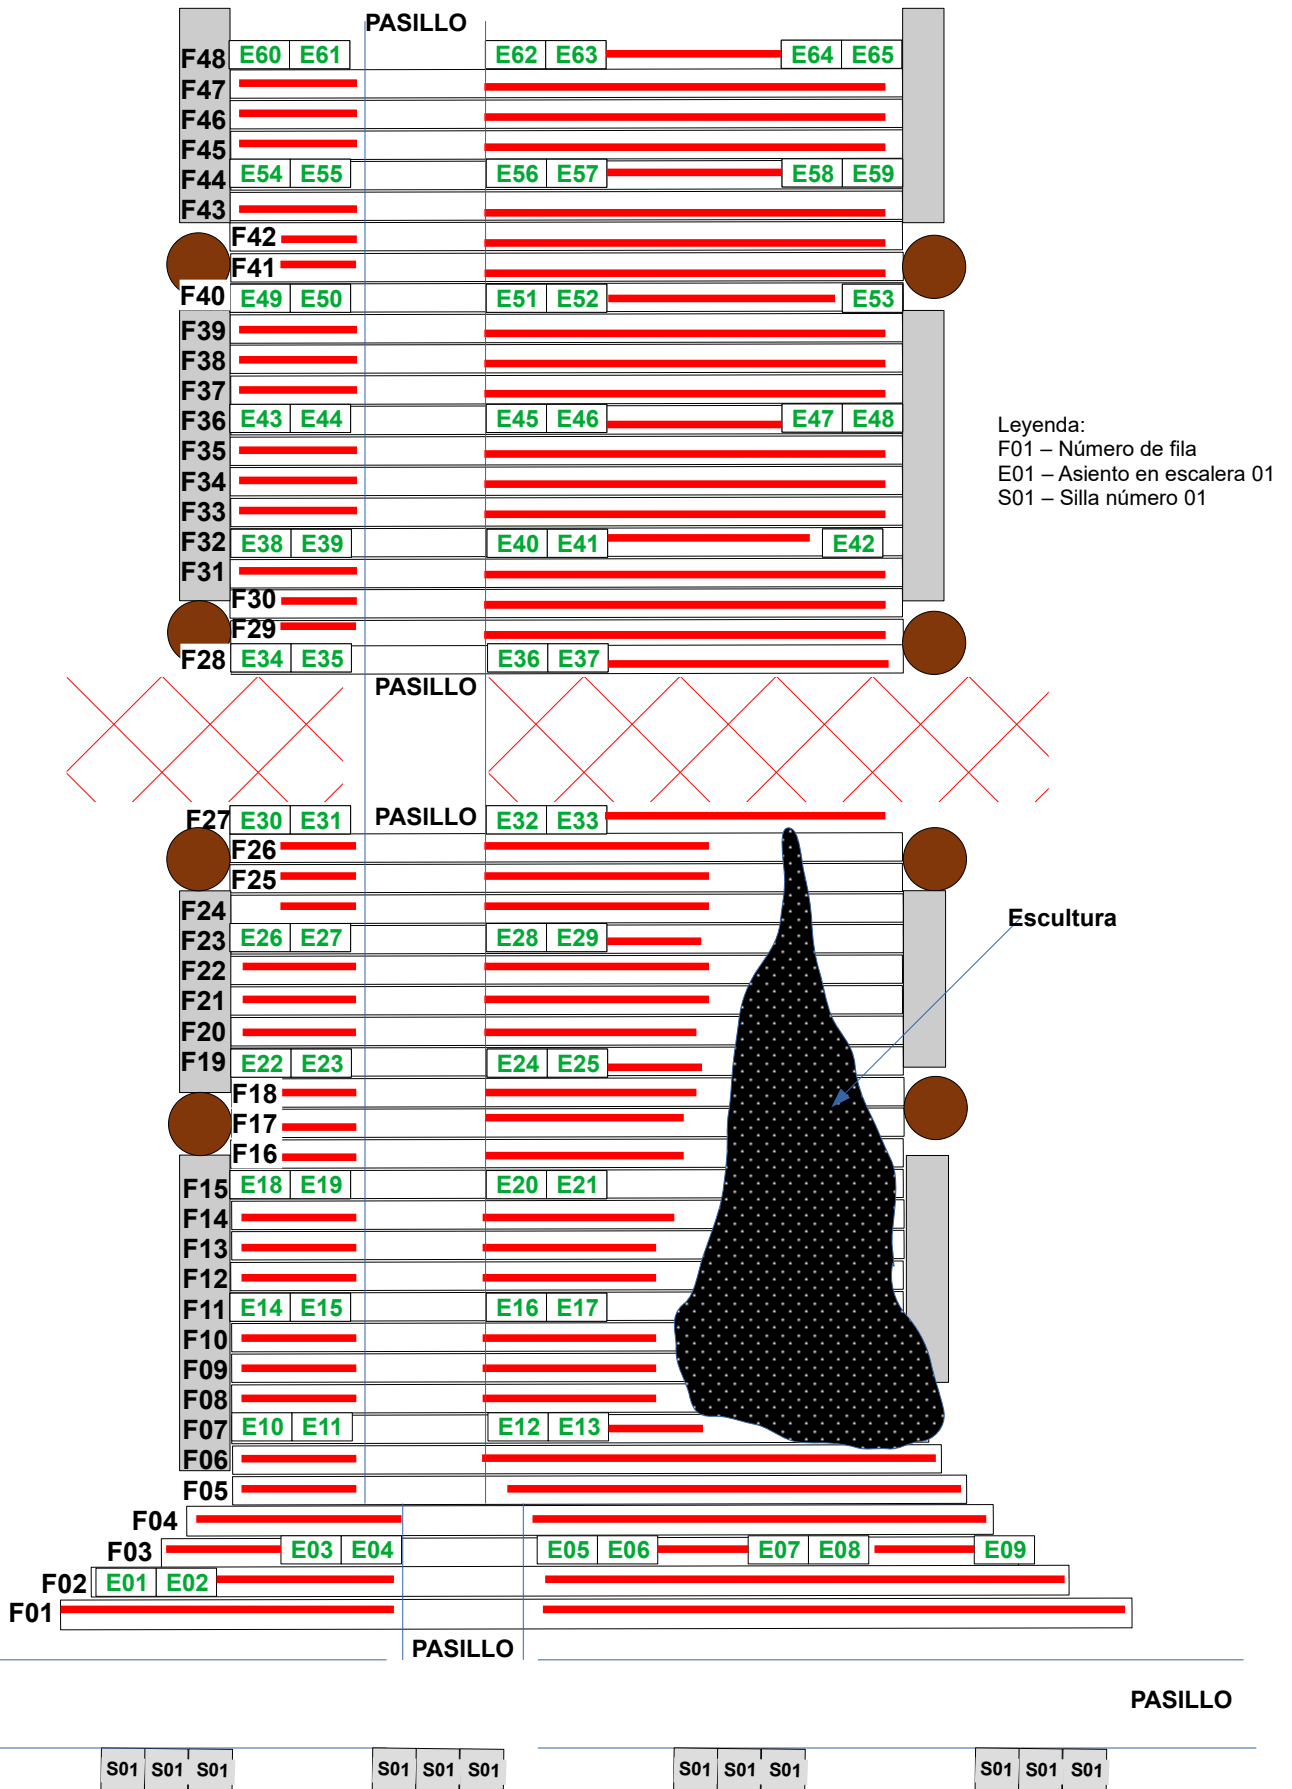 PASILLO
F48 E60 E61 E62 E63 E64 E65
F47
F46
F45
F44 E54 E55 E56 E57 E58 E59
F43
F42
F41
F40 E49 E50 E51 E52 E53
F39
F38
F37
F36 E43 E44 E45 E46 E47 E48
Leyenda:
F01 – Número de fila
E01 – Asiento en escalera 01
S01 – Silla número 01
F35
F34
F33
F32 E38 E39 E40 E41 E42
F31
F30
F29
F28 E34 E35 E36 E37
PASILLO
F27 E30 E31 PASILLO E32 E33
F26
F25
F24
Escultura
F23 E26 E27 E28 E29
F22
F21
F20
F19 E22 E23 E24 E25
F18
F17
F16
F15 E18 E19 E20 E21
F14
F13
F12
F11 E14 E15 E16 E17
F10
F09
F08
F07 E10 E11 E12 E13
F06
F05
F04
F03 E03 E04 E05 E06 E07 E08 E09
F02 E01 E02
F01
PASILLO
PASILLO
S01 S01 S01 S01 S01 S01 S01 S01 S01 S01 S01 S01